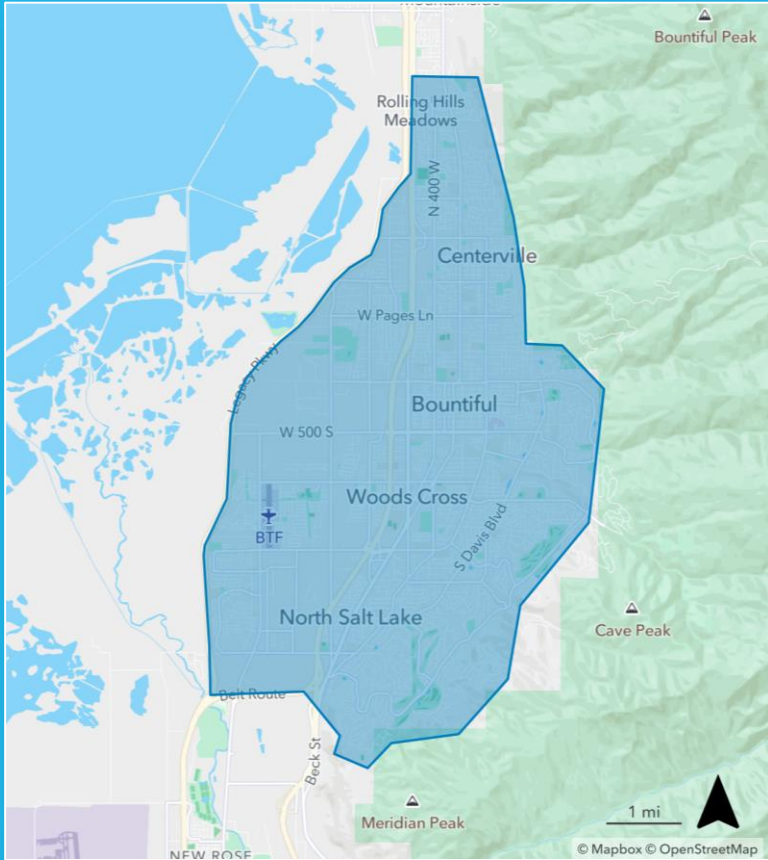 Mountainside
Bountiful Peak
Rolling Hills
Meadows
N 400 W
Centerville
W Pages Ln
Legacy Pkwy
Bountiful
W 500 S
Woods Cross
BTF
S Davis Blvd
North Salt Lake
Cave Peak
Belt Route
Beck St
1 mi
Meridian Peak
NEW ROSE
© Mapbox © OpenStreetMap